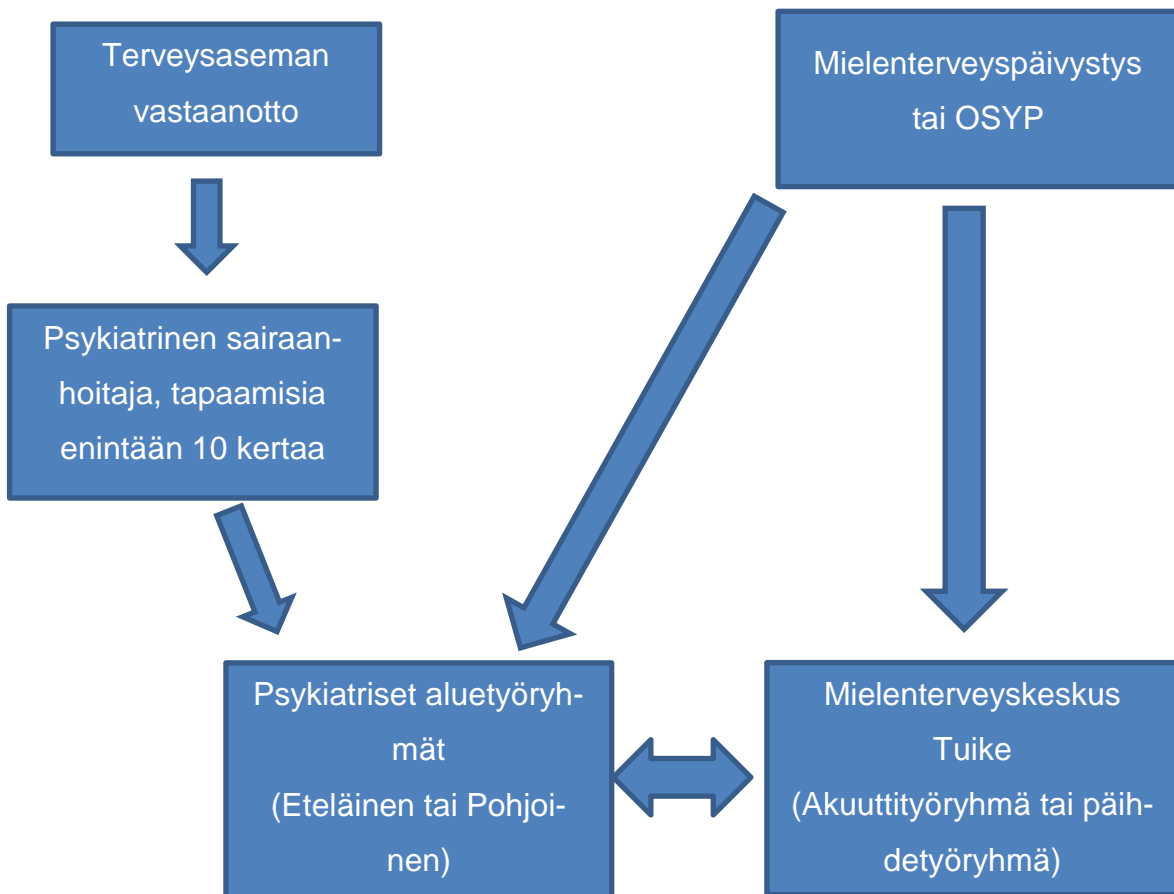 Terveysaseman
vastaanotto
Mielenterveyspäivystys
tai OSYP
Psykiatrinen sairaan-
hoitaja, tapaamisia
enintään 10 kertaa
Psykiatriset aluetyöryh-
mät
(Eteläinen tai Pohjoi-
nen)
Mielenterveyskeskus
Tuike
(Akuuttityöryhmä tai päih-
detyöryhmä)